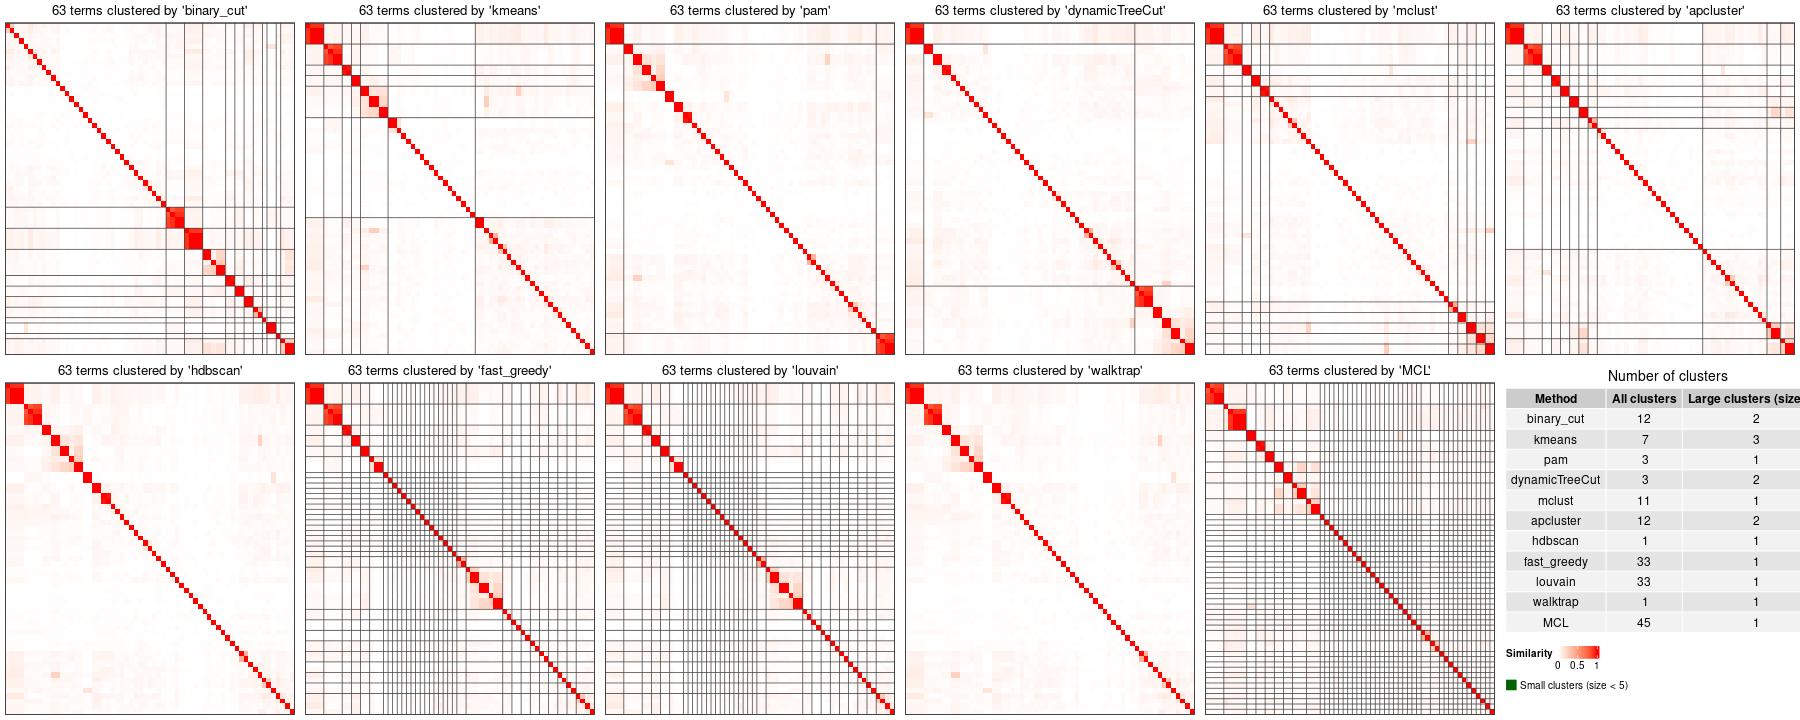 63 terms clustered by 'binary_cut'
63 terms clustered by 'kmeans'
63 terms clustered by 'pam'
63 terms clustered by 'dynamicTreeCut'
63 terms clustered by 'mclust'
63 terms clustered by 'apcluster'
63 terms clustered by 'hdbscan'
63 terms clustered by 'fast_greedy'
63 terms clustered by 'louvain'
63 terms clustered by 'walktrap'
63 terms clustered by 'MCL'
Number of clusters
Method All clusters Large clusters (size
binary_cut 12 2
kmeans 7 3
pam 3 1
dynamicTreeCut 3 2
mclust 11 1
apcluster 12 2
hdbscan 1 1
fast_greedy 33 1
louvain 33 1
walktrap 1 1
MCL 45 1
Similarity
0 0.5 1
Small clusters (size < 5)